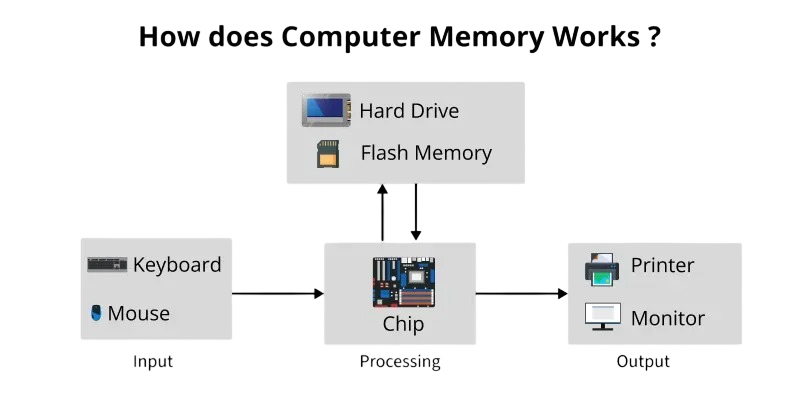 How does Computer Memory Works ?
Hard Drive
Flash Memory
Keyboard
Mouse
Chip
Printer
Monitor
Input
Processing
Output